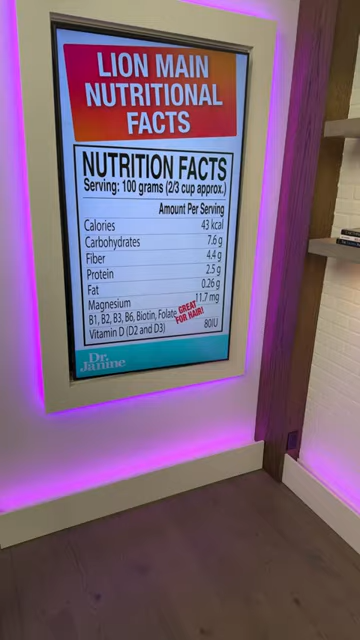 LION MAIN
NUTRITIONAL
FACTS
NUTRITION FACTS
Serving: 100 grams (2/3 cup approx.)
Amount Per Serving
Calories 43 kcal
Carbohydrates 7.6 g
Fiber 4.4 g
Protein 2.5 g
Fat 0.26 g
Magnesium 11.7 mg
B1, B2, B3, B6, Biotin, Folate GREAT
FOR HAIR!
Vitamin D (D2 and D3) 80IU
Dr.
Janine